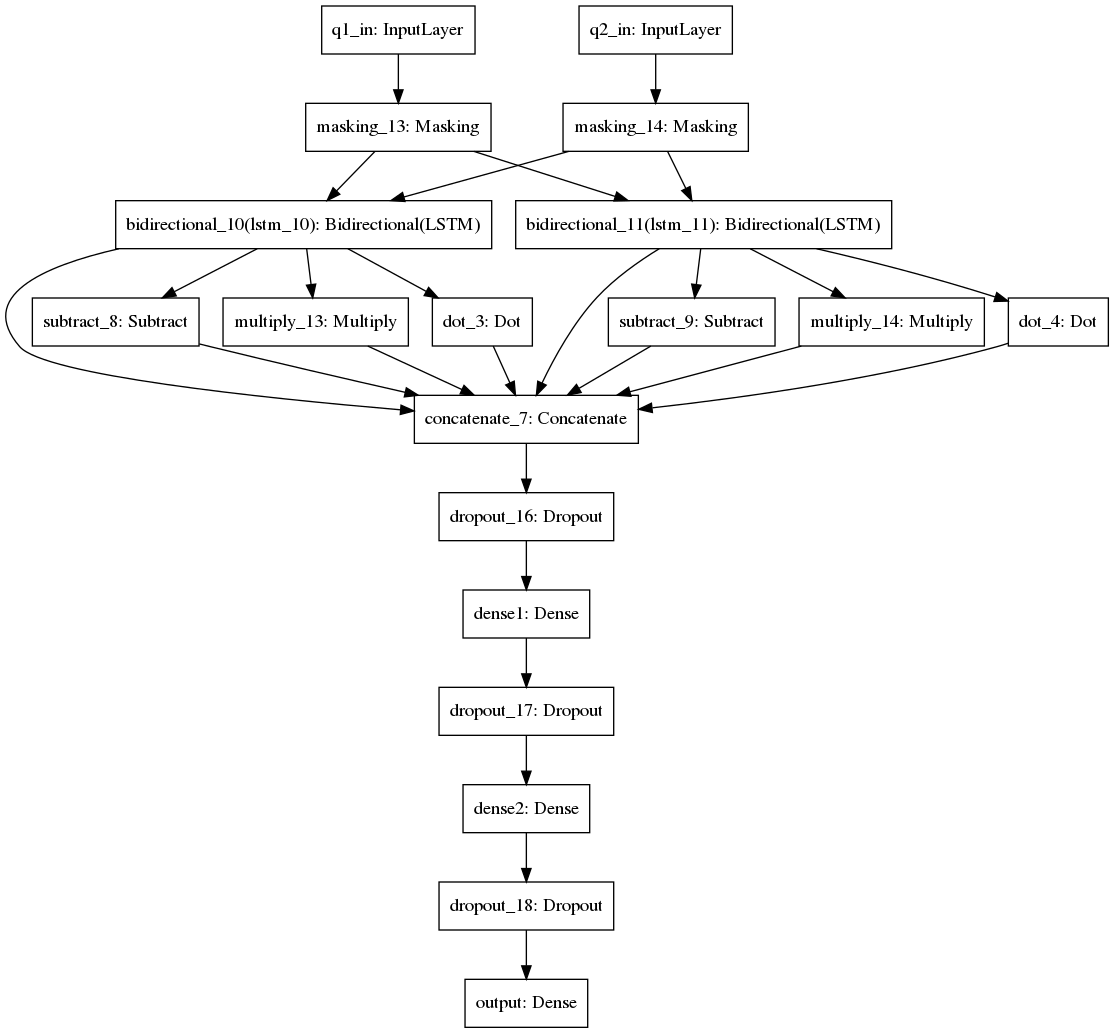 q1_in: InputLayer
q2_in: InputLayer
masking_13: Masking
masking_14: Masking
bidirectional_10(lstm_10): Bidirectional(LSTM)
bidirectional_11(lstm_11): Bidirectional(LSTM)
subtract_8: Subtract
multiply_13: Multiply
dot_3: Dot
subtract_9: Subtract
multiply_14: Multiply
dot_4: Dot
concatenate_7: Concatenate
dropout_16: Dropout
dense1: Dense
dropout_17: Dropout
dense2: Dense
dropout_18: Dropout
output: Dense